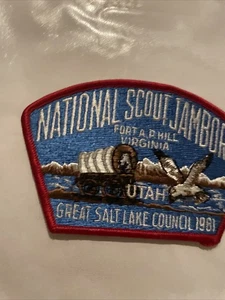 NATIONAL SCOUT JAMBOR
FORT A.P. HILL
VIRGINIA
UTAH
GREAT SALT LAKE COUNCIL 1981